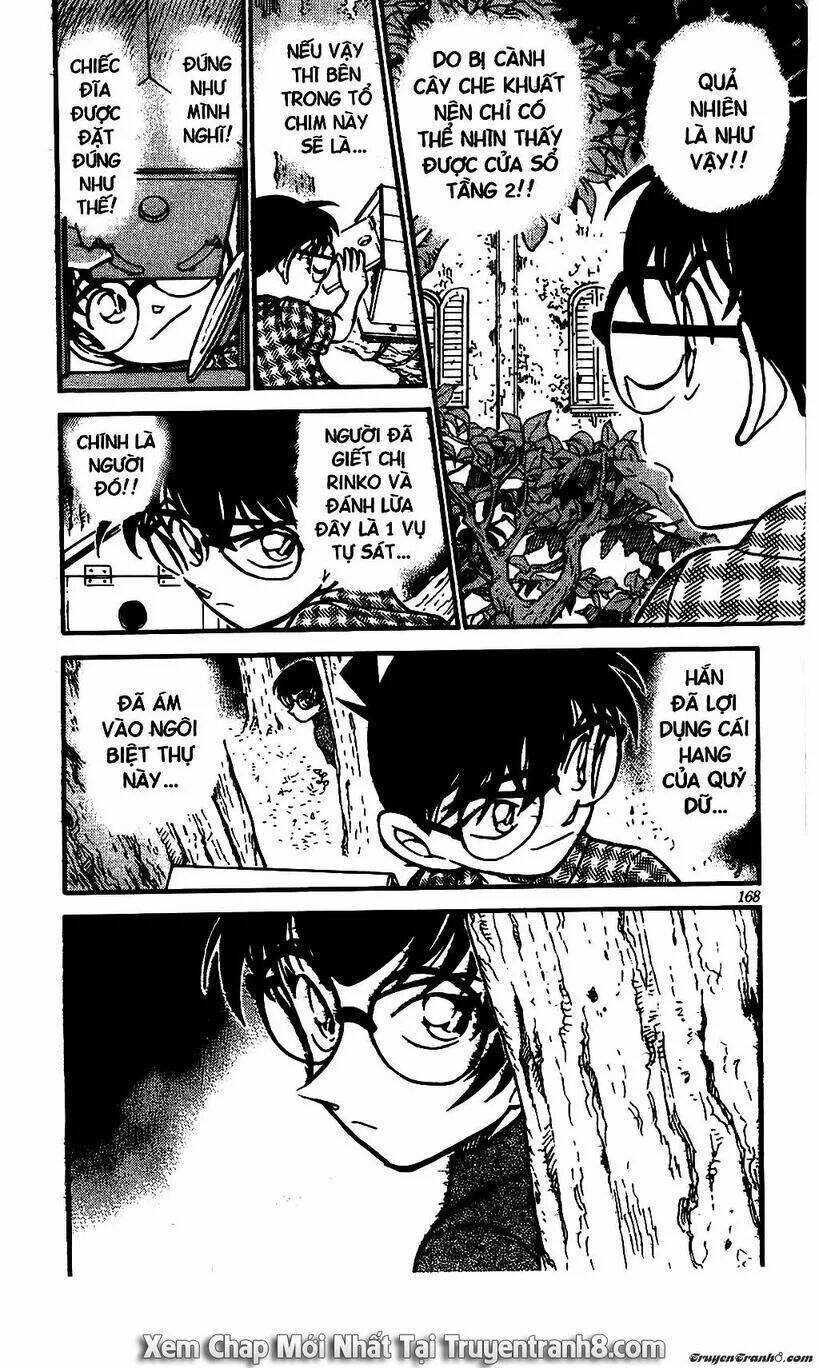 QUẢ
NHIÊN
LÀ NHƯ
VẬY!!
DO BỊ CÀNH
CÂY CHE KHUẤT
NÊN CHỈ CÓ
THỂ NHÌN THẤY
ĐƯỢC CỬA SỔ
TẦNG 2!!
NẾU VẬY
THÌ BÊN
TRONG TỔ
CHIM NÀY
SẼ LÀ...
ĐÚNG
NHƯ
MÌNH
NGHĨ!
CHIẾC
ĐĨA
ĐƯỢC
ĐẶT
ĐÚNG
NHƯ
THẾ!
NGƯỜI ĐÃ
GIẾT CHỊ
RINKO VÀ
ĐÁNH LỪA
ĐÂY LÀ 1 VỤ
TỰ SÁT...
CHÍNH LÀ
NGƯỜI
ĐÓ!!
HẮN
ĐÃ LỢI
DỤNG CÁI
HANG
CỦA QUỶ
DỮ...
ĐÃ ÁM
VÀO NGÔI
BIỆT THỰ
NÀY...
168
Xem Chap Mới Nhất Tại Truyentranh8.com
TruyenTranh8.com